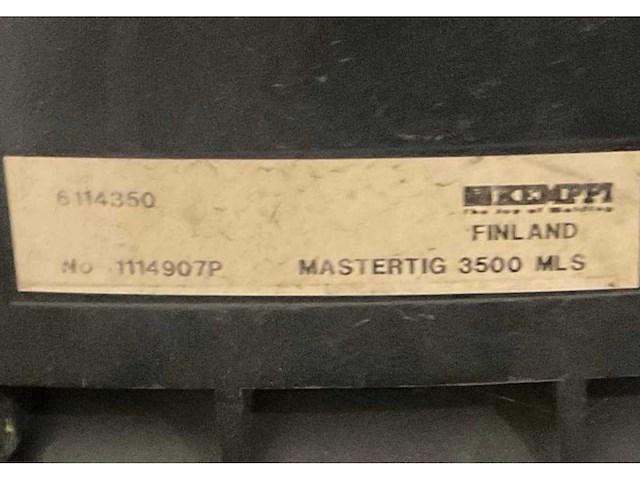 6114350
KEMPPI
The Joy of Welding
FINLAND
No 1114907P MASTERTIG 3500 MLS